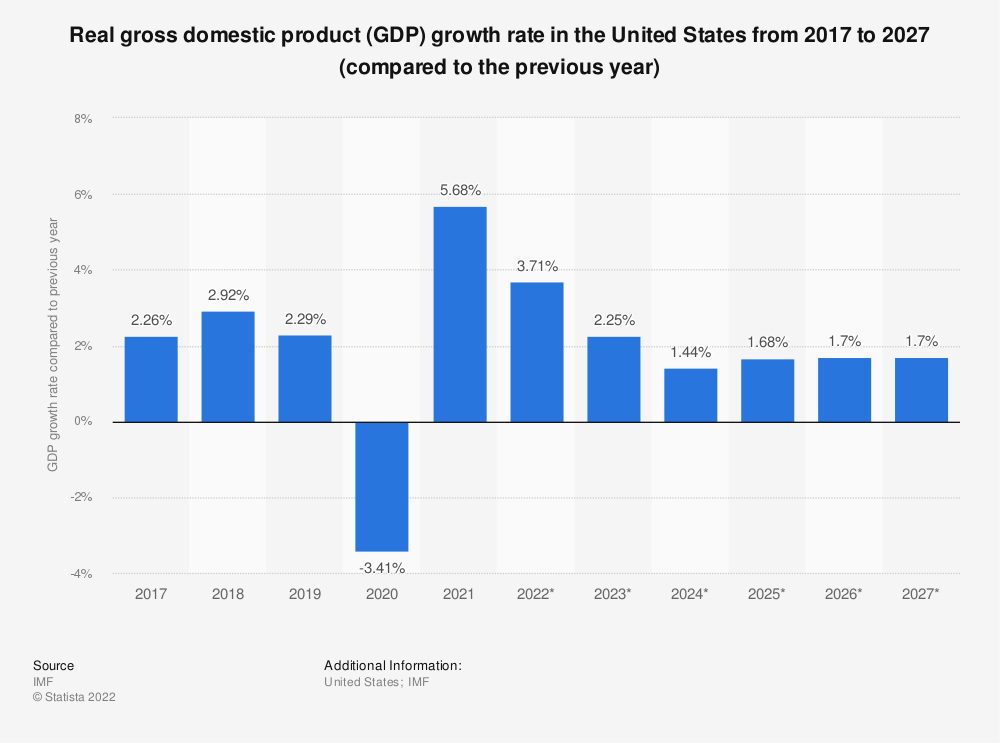 Real gross domestic product (GDP) growth rate in the United States from 2017 to 2027
(compared to the previous year)
GDP growth rate compared to previous year
8%
6%
4%
2%
0%
-2%
-4%
2.26%
2.92%
2.29%
-3.41%
5.68%
3.71%
2.25%
1.44%
1.68%
1.7%
1.7%
2017 2018 2019 2020 2021 2022* 2023* 2024* 2025* 2026* 2027*
Source
IMF
© Statista 2022
Additional Information:
United States; IMF